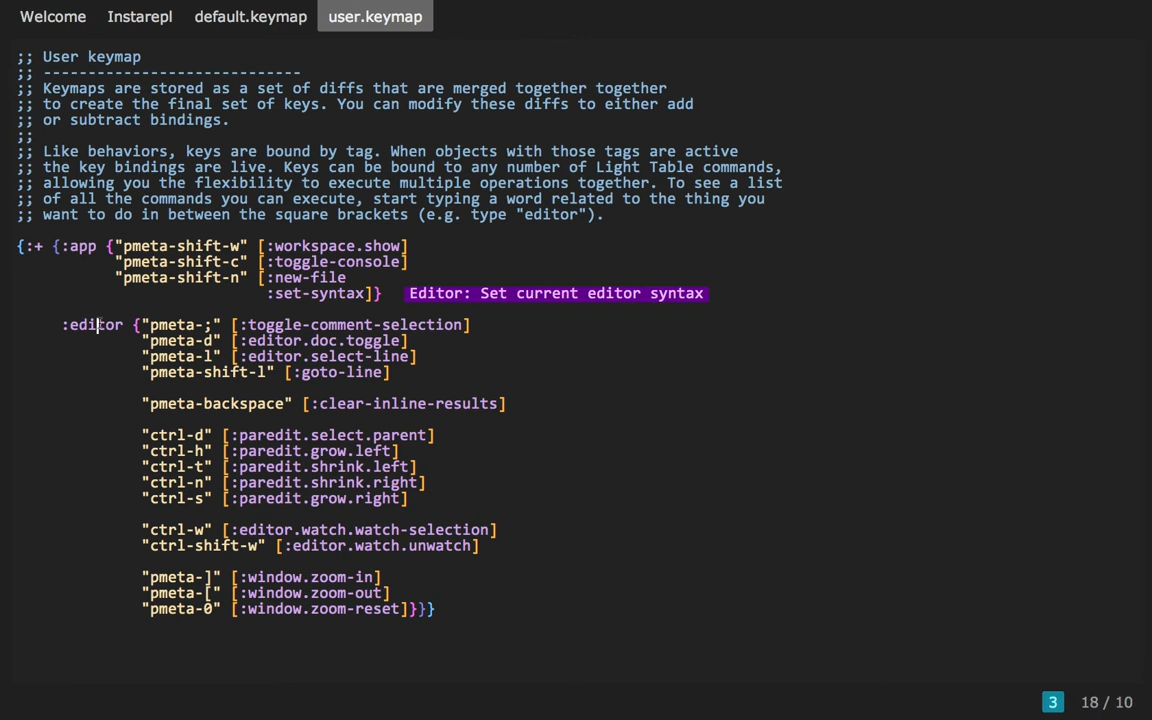 Welcome Instarepl default.keymap user.keymap
;; User keymap
;; -----------------------------
;; Keymaps are stored as a set of diffs that are merged together together
;; to create the final set of keys. You can modify these diffs to either add
;; or subtract bindings.
;;
;; Like behaviors, keys are bound by tag. When objects with those tags are active
;; the key bindings are live. Keys can be bound to any number of Light Table commands,
;; allowing you the flexibility to execute multiple operations together. To see a list
;; of all the commands you can execute, start typing a word related to the thing you
;; want to do in between the square brackets (e.g. type "editor").
{:+ {:app {"pmeta-shift-w" [:workspace.show]
"pmeta-shift-c" [:toggle-console]
"pmeta-shift-n" [:new-file
:set-syntax]} Editor: Set current editor syntax
:editor {"pmeta-;" [:toggle-comment-selection]
"pmeta-d" [:editor.doc.toggle]
"pmeta-l" [:editor.select-line]
"pmeta-shift-l" [:goto-line]
"pmeta-backspace" [:clear-inline-results]
"ctrl-d" [:paredit.select.parent]
"ctrl-h" [:paredit.grow.left]
"ctrl-t" [:paredit.shrink.left]
"ctrl-n" [:paredit.shrink.right]
"ctrl-s" [:paredit.grow.right]
"ctrl-w" [:editor.watch.watch-selection]
"ctrl-shift-w" [:editor.watch.unwatch]
"pmeta-]" [:window.zoom-in]
"pmeta-[" [:window.zoom-out]
"pmeta-0" [:window.zoom-reset]}}}
3 18 / 10